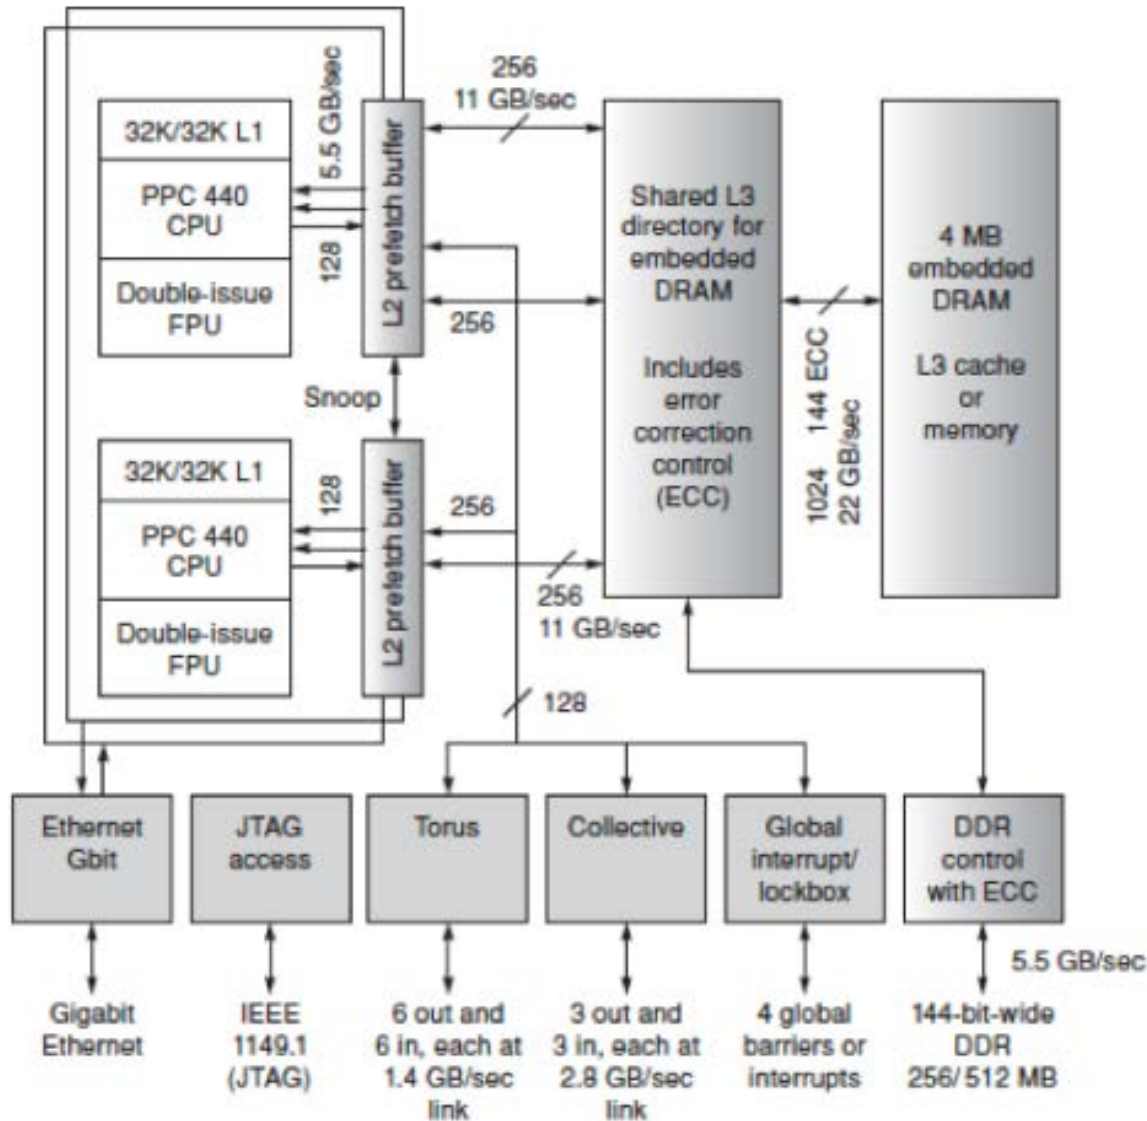 256
11 GB/sec
5.5 GB/sec
32K/32K L1
PPC 440
CPU
Double-issue
FPU
128
L2 prefetch buffer
256
Shared L3
directory for
embedded
DRAM
Includes
error
correction
control
(ECC)
1024 144 ECC
22 GB/sec
4 MB
embedded
DRAM
L3 cache
or
memory
Snoop
32K/32K L1
PPC 440
CPU
Double-issue
FPU
128
L2 prefetch buffer
256
256
11 GB/sec
128
Ethernet
Gbit
JTAG
access
Torus
Collective
Global
interrupt/
lockbox
DDR
control
with ECC
5.5 GB/sec
Gigabit
Ethernet
IEEE
1149.1
(JTAG)
6 out and
6 in, each at
1.4 GB/sec
link
3 out and
3 in, each at
2.8 GB/sec
link
4 global
barriers or
interrupts
144-bit-wide
DDR
256/512 MB